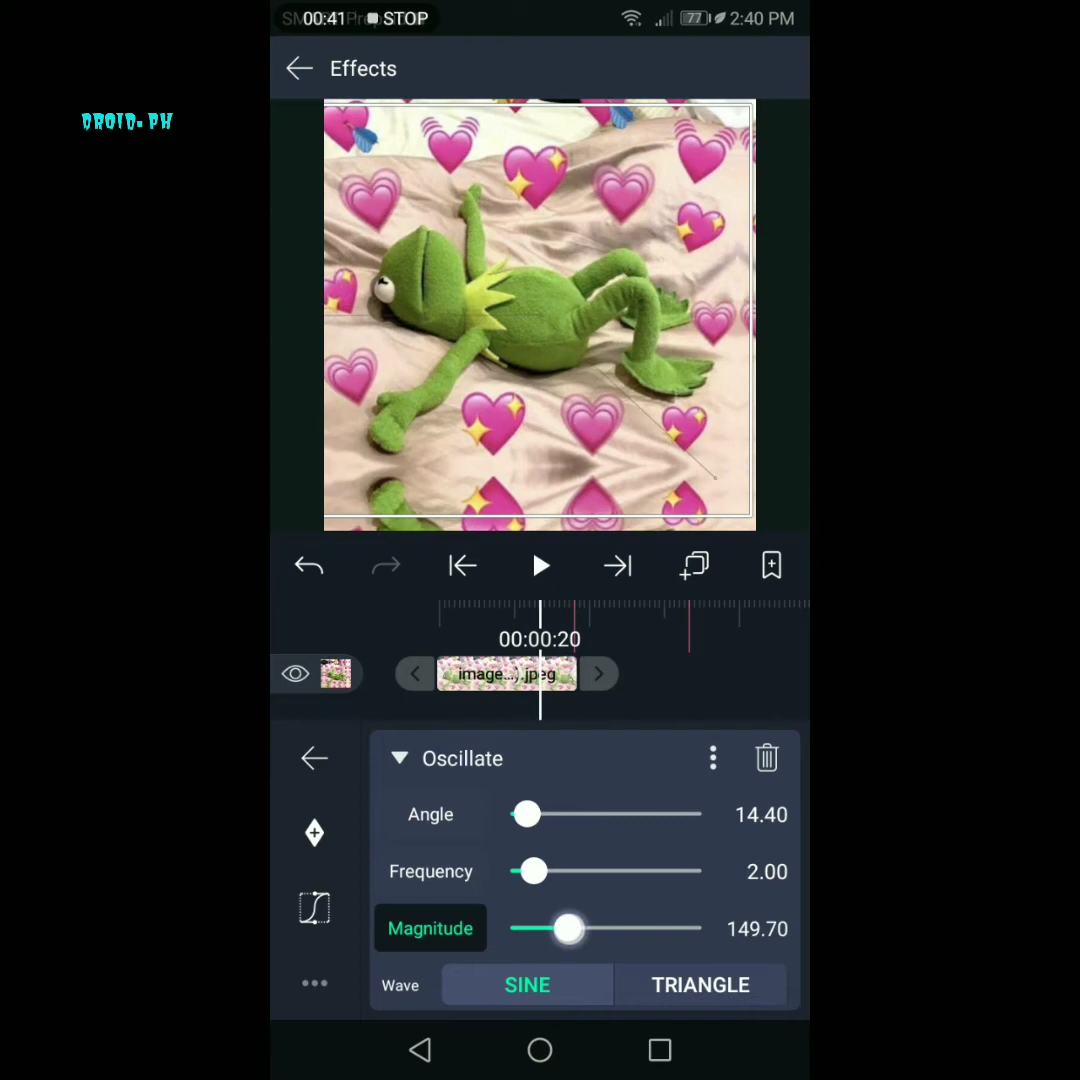 00:41 STOP 77 2:40 PM
Effects
DROID.PH
00:00:20
image...).jpeg
Oscillate
Angle 14.40
Frequency 2.00
Magnitude 149.70
Wave SINE TRIANGLE